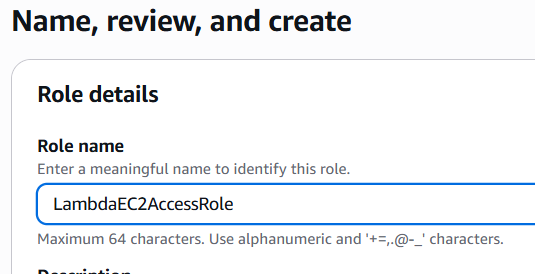 Name, review, and create
Role details
Role name
Enter a meaningful name to identify this role.
LambdaEC2AccessRole
Maximum 64 characters. Use alphanumeric and '+=,.@-_' characters.